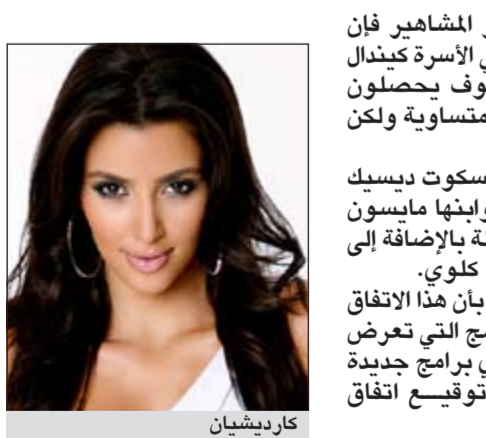 المشاهير فإن
الأسرة كيندال
يحصلون
متساوية ولكن
سكوت ديسيك
وابنها مايسون
بالإضافة إلى
كلوي.
بأن هذا الاتفاق
التي تعرض
برامج جديدة
توقيـــع اتفاق
كارديشيان